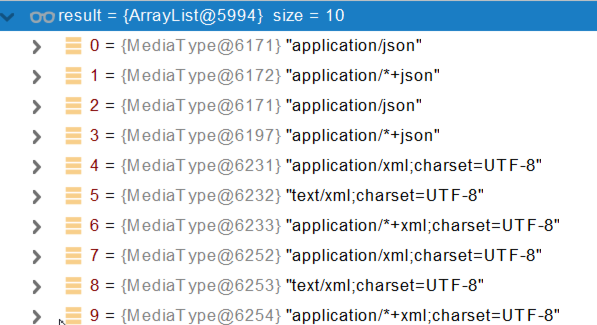 result = {ArrayList@5994} size = 10
0 = {MediaType@6171} "application/json"
1 = {MediaType@6172} "application/*+json"
2 = {MediaType@6171} "application/json"
3 = {MediaType@6197} "application/*+json"
4 = {MediaType@6231} "application/xml;charset=UTF-8"
5 = {MediaType@6232} "text/xml;charset=UTF-8"
6 = {MediaType@6233} "application/*+xml;charset=UTF-8"
7 = {MediaType@6252} "application/xml;charset=UTF-8"
8 = {MediaType@6253} "text/xml;charset=UTF-8"
9 = {MediaType@6254} "application/*+xml;charset=UTF-8"